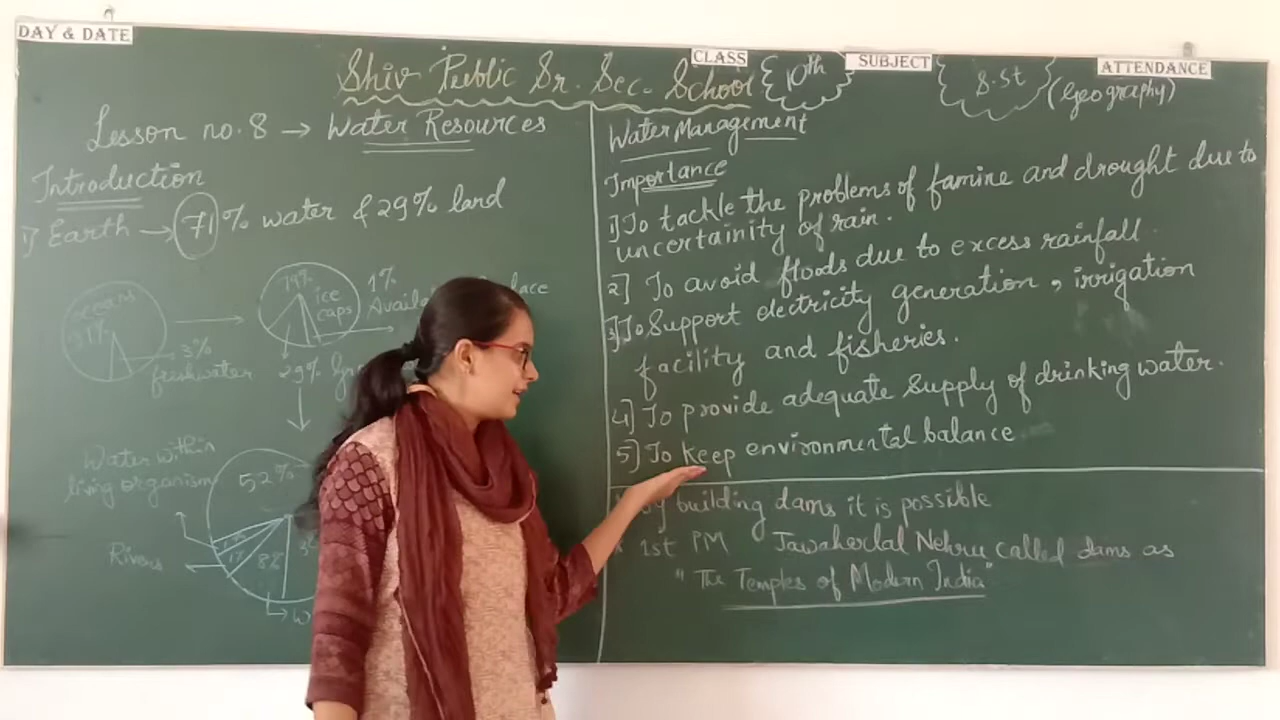 DAY & DATE
CLASS
SUBJECT
ATTENDANCE
Shiv Public Sr. Sec. School
10th
S.St
(Geography)
Lesson no. 8 → Water Resources
Introduction
1) Earth → 71% water & 29% land
oceans
97%
3%
freshwater
79%
ice
caps
1%
29%
Water within
living organism
52%
Rivers
1%
8%
Water Management
Importance
1) To tackle the problems of famine and drought due to
uncertainity of rain.
2] To avoid floods due to excess rainfall.
3] To Support electricity generation, irrigation
facility and fisheries.
4] To provide adequate supply of drinking water.
5] To keep environmental balance
By building dams it is possible
* 1st PM Jawaherlal Nehru called dams as
"The Temples of Modern India"